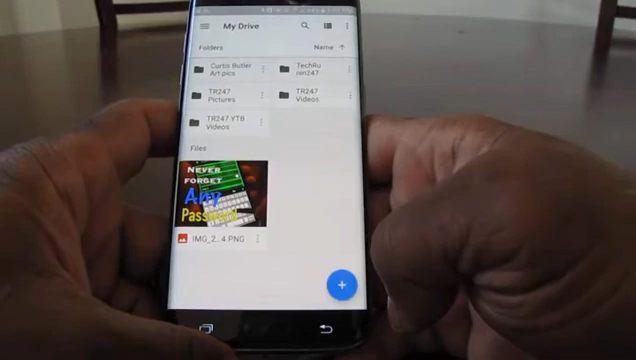 My Drive
Folders
Name
Curtis Butler
Art pics
TechRu
nin247
TR247
Pictures
TR247
Videos
TR247 YTB
Videos
Files
NEVER
FORGET
Any
Password
IMG_2...4.PNG